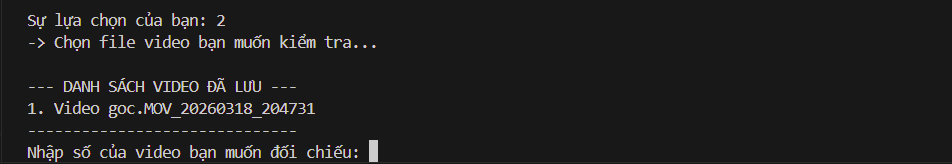 Sự lựa chọn của bạn: 2
-> Chọn file video bạn muốn kiểm tra...
--- DANH SÁCH VIDEO ĐÃ LƯU ---
1. Video goc.MOV_20260318_204731
------------------------------
Nhập số của video bạn muốn đối chiếu: